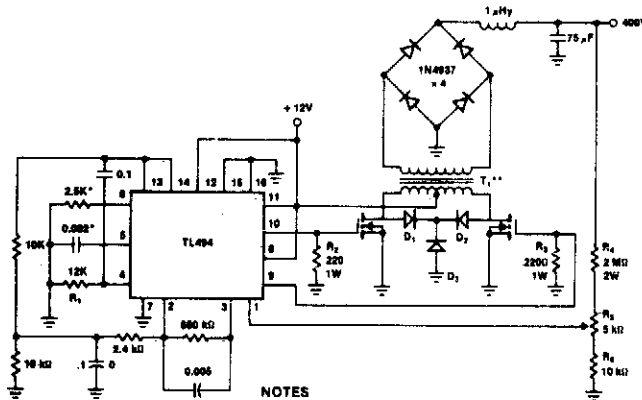 1 μHy
400V
75 μF
1N4937
× 4
+ 12V
T₁**
0.1
13 14 12 15 16
2.5K*
6
11
10K
0.002*
5
TL494
10
12K
R₁
4
8
9
7 2 3 1
R₂
220
1W
D₁
D₂
D₃
R₃
220Ω
1W
R₄
2 MΩ
2W
R₅
5 kΩ
R₆
10 kΩ
2.4 kΩ
10 kΩ
.1
0
0.005
NOTES